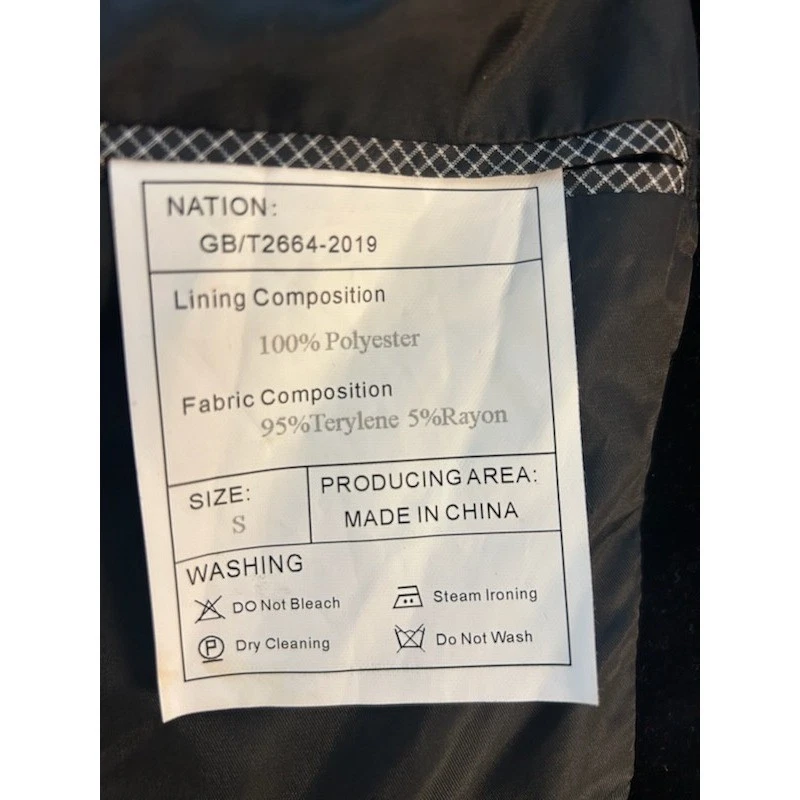 NATION:
GB/T2664-2019
Lining Composition
100% Polyester
Fabric Composition
95%Terylene 5%Rayon
SIZE:
S
PRODUCING AREA:
MADE IN CHINA
WASHING
DO Not Bleach
Steam Ironing
P Dry Cleaning
Do Not Wash